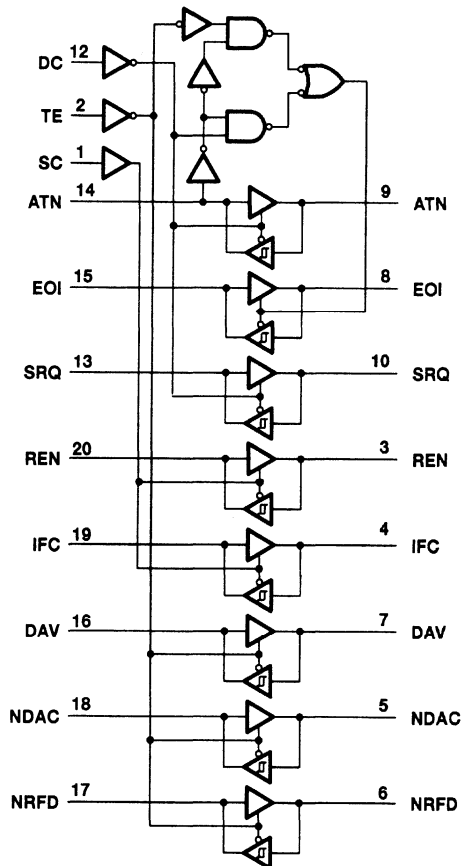 DC 12
TE 2
SC 1
ATN 14 9 ATN
EOI 15 8 EOI
SRQ 13 10 SRQ
REN 20 3 REN
IFC 19 4 IFC
DAV 16 7 DAV
NDAC 18 5 NDAC
NRFD 17 6 NRFD